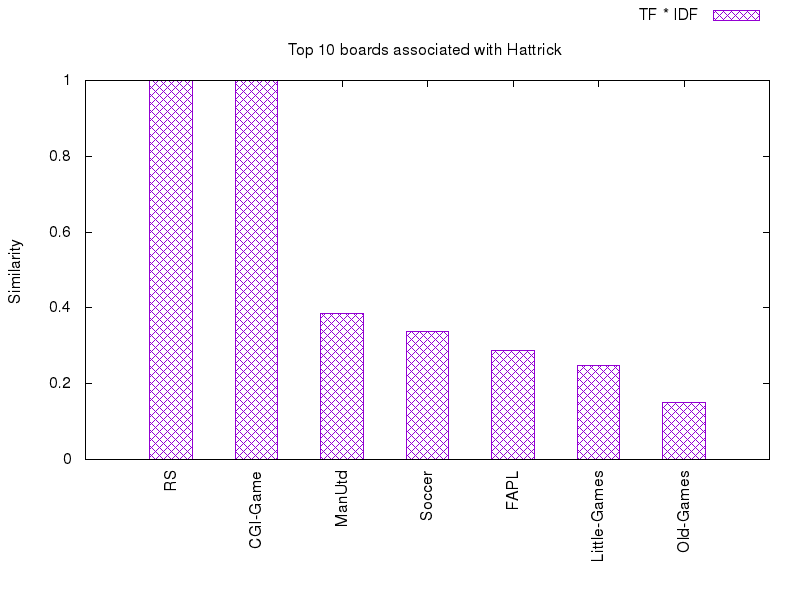 TF * IDF
Top 10 boards associated with Hattrick
Similarity
1
0.8
0.6
0.4
0.2
0
RS
CGI-Game
ManUtd
Soccer
FAPL
Little-Games
Old-Games